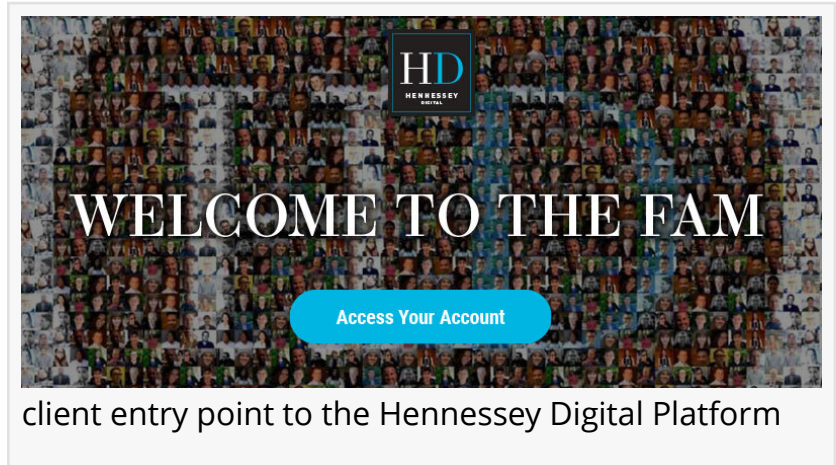 HD
HENNESSEY
DIGITAL
WELCOME TO THE FAM
Access Your Account
client entry point to the Hennessey Digital Platform